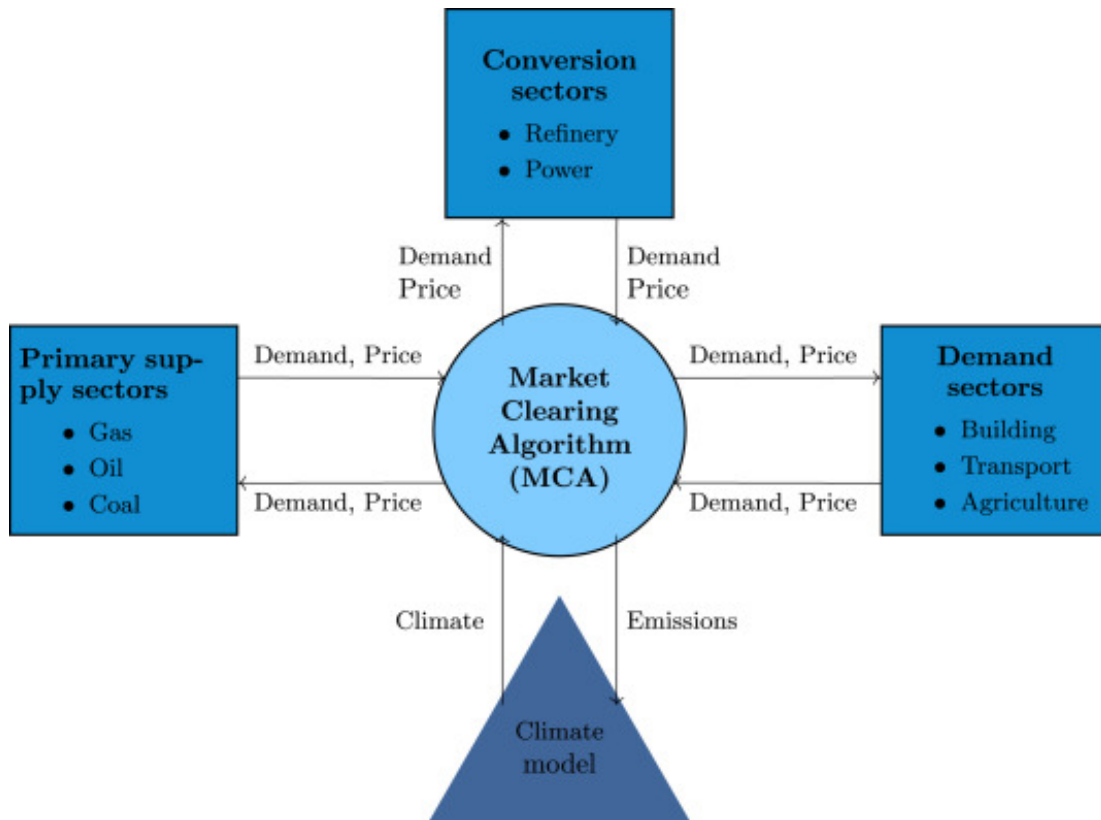 Conversion
sectors
• Refinery
• Power
Demand
Price
Demand
Price
Primary sup-
ply sectors
• Gas
• Oil
• Coal
Demand, Price
Demand, Price
Market
Clearing
Algorithm
(MCA)
Demand, Price
Demand, Price
Demand
sectors
• Building
• Transport
• Agriculture
Climate
Emissions
Climate
model